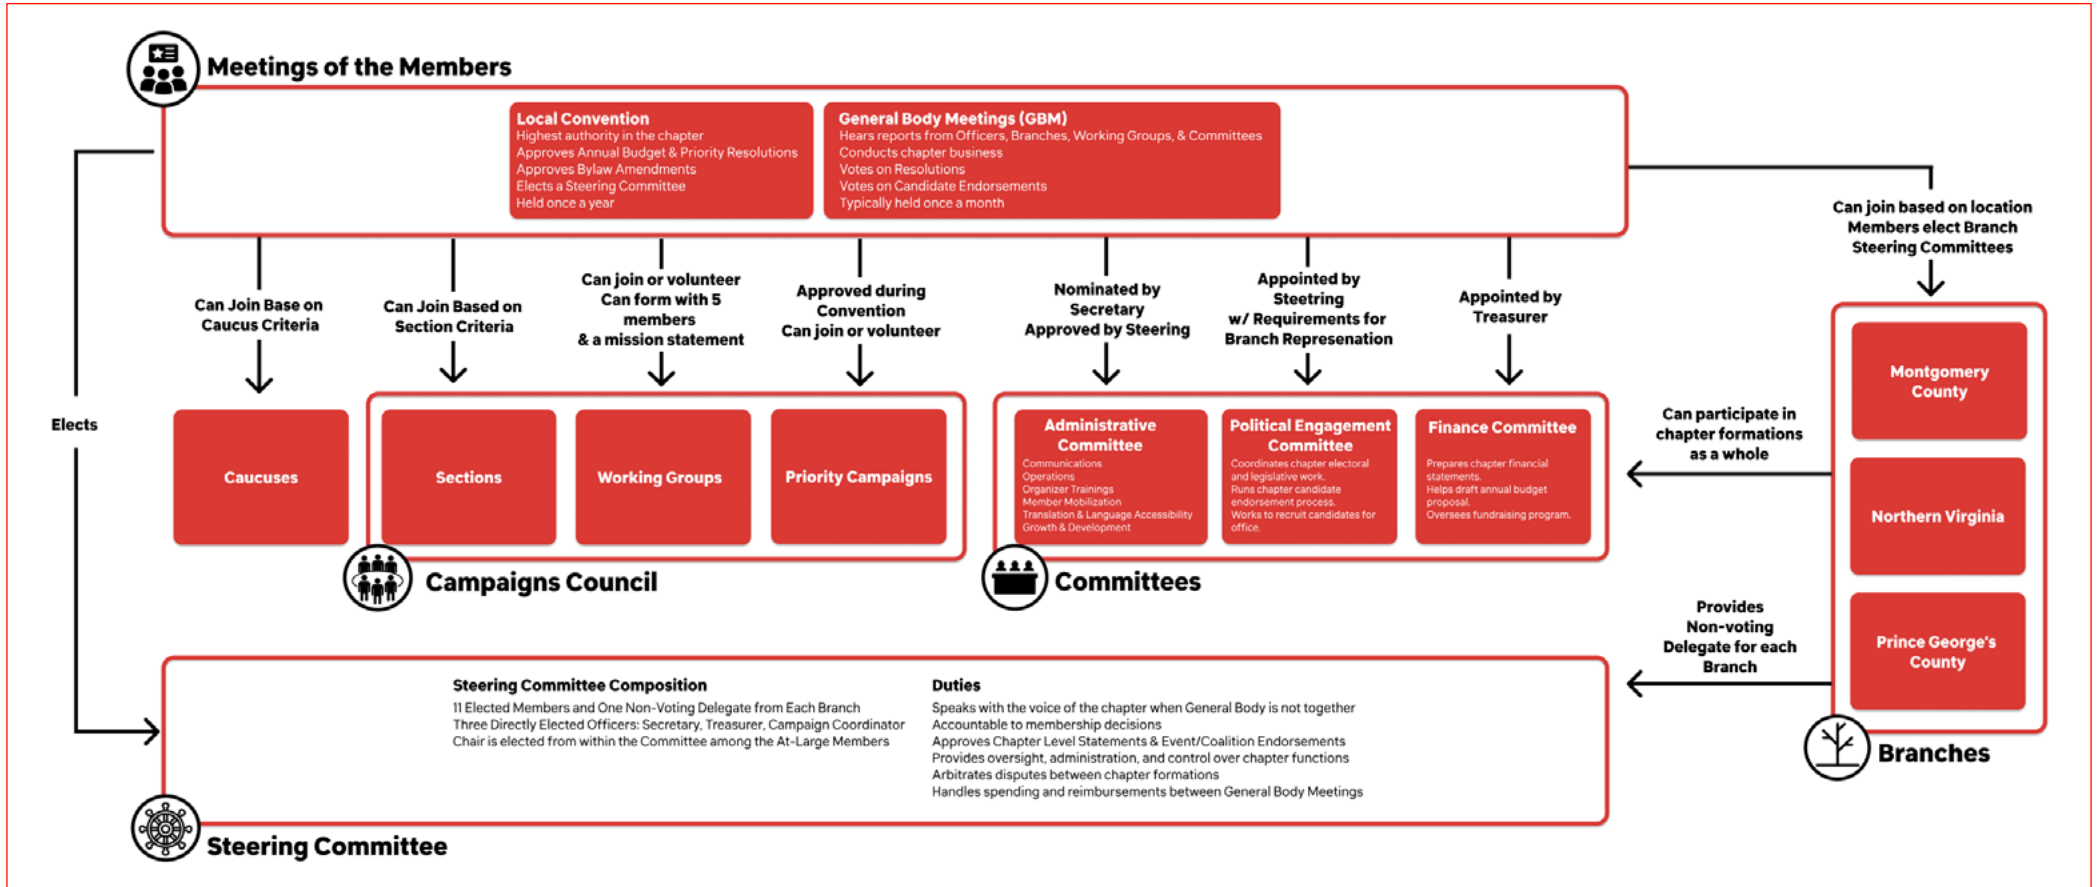 Meetings of the Members
Local Convention
Highest authority in the chapter
Approves Annual Budget & Priority Resolutions
Approves Bylaw Amendments
Elects a Steering Committee
Held once a year
General Body Meetings (GBM)
Hears reports from Officers, Branches, Working Groups, & Committees
Conducts chapter business
Votes on Resolutions
Votes on Candidate Endorsements
Typically held once a month
Can join based on location
Members elect Branch
Steering Committees
Can Join Base on
Caucus Criteria
Can Join Based on
Section Criteria
Can join or volunteer
Can form with 5
members
& a mission statement
Approved during
Convention
Can join or volunteer
Nominated by
Secretary
Approved by Steering
Appointed by
Steetring
w/ Requirements for
Branch Represenation
Appointed by
Treasurer
Elects
Caucuses
Sections
Working Groups
Priority Campaigns
Campaigns Council
Administrative
Committee
Communications
Operations
Organizer Trainings
Member Mobilization
Translation & Language Accessibility
Growth & Development
Political Engagement
Committee
Coordinates chapter electoral
and legislative work.
Runs chapter candidate
endorsement process.
Works to recruit candidates for
office.
Finance Committee
Prepares chapter financial
statements.
Helps draft annual budget
proposal.
Oversees fundraising program.
Committees
Can participate in
chapter formations
as a whole
Provides
Non-voting
Delegate for each
Branch
Montgomery
County
Northern Virginia
Prince George's
County
Branches
Steering Committee Composition
11 Elected Members and One Non-Voting Delegate from Each Branch
Three Directly Elected Officers: Secretary, Treasurer, Campaign Coordinator
Chair is elected from within the Committee among the At-Large Members
Duties
Speaks with the voice of the chapter when General Body is not together
Accountable to membership decisions
Approves Chapter Level Statements & Event/Coalition Endorsements
Provides oversight, administration, and control over chapter functions
Arbitrates disputes between chapter formations
Handles spending and reimbursements between General Body Meetings
Steering Committee